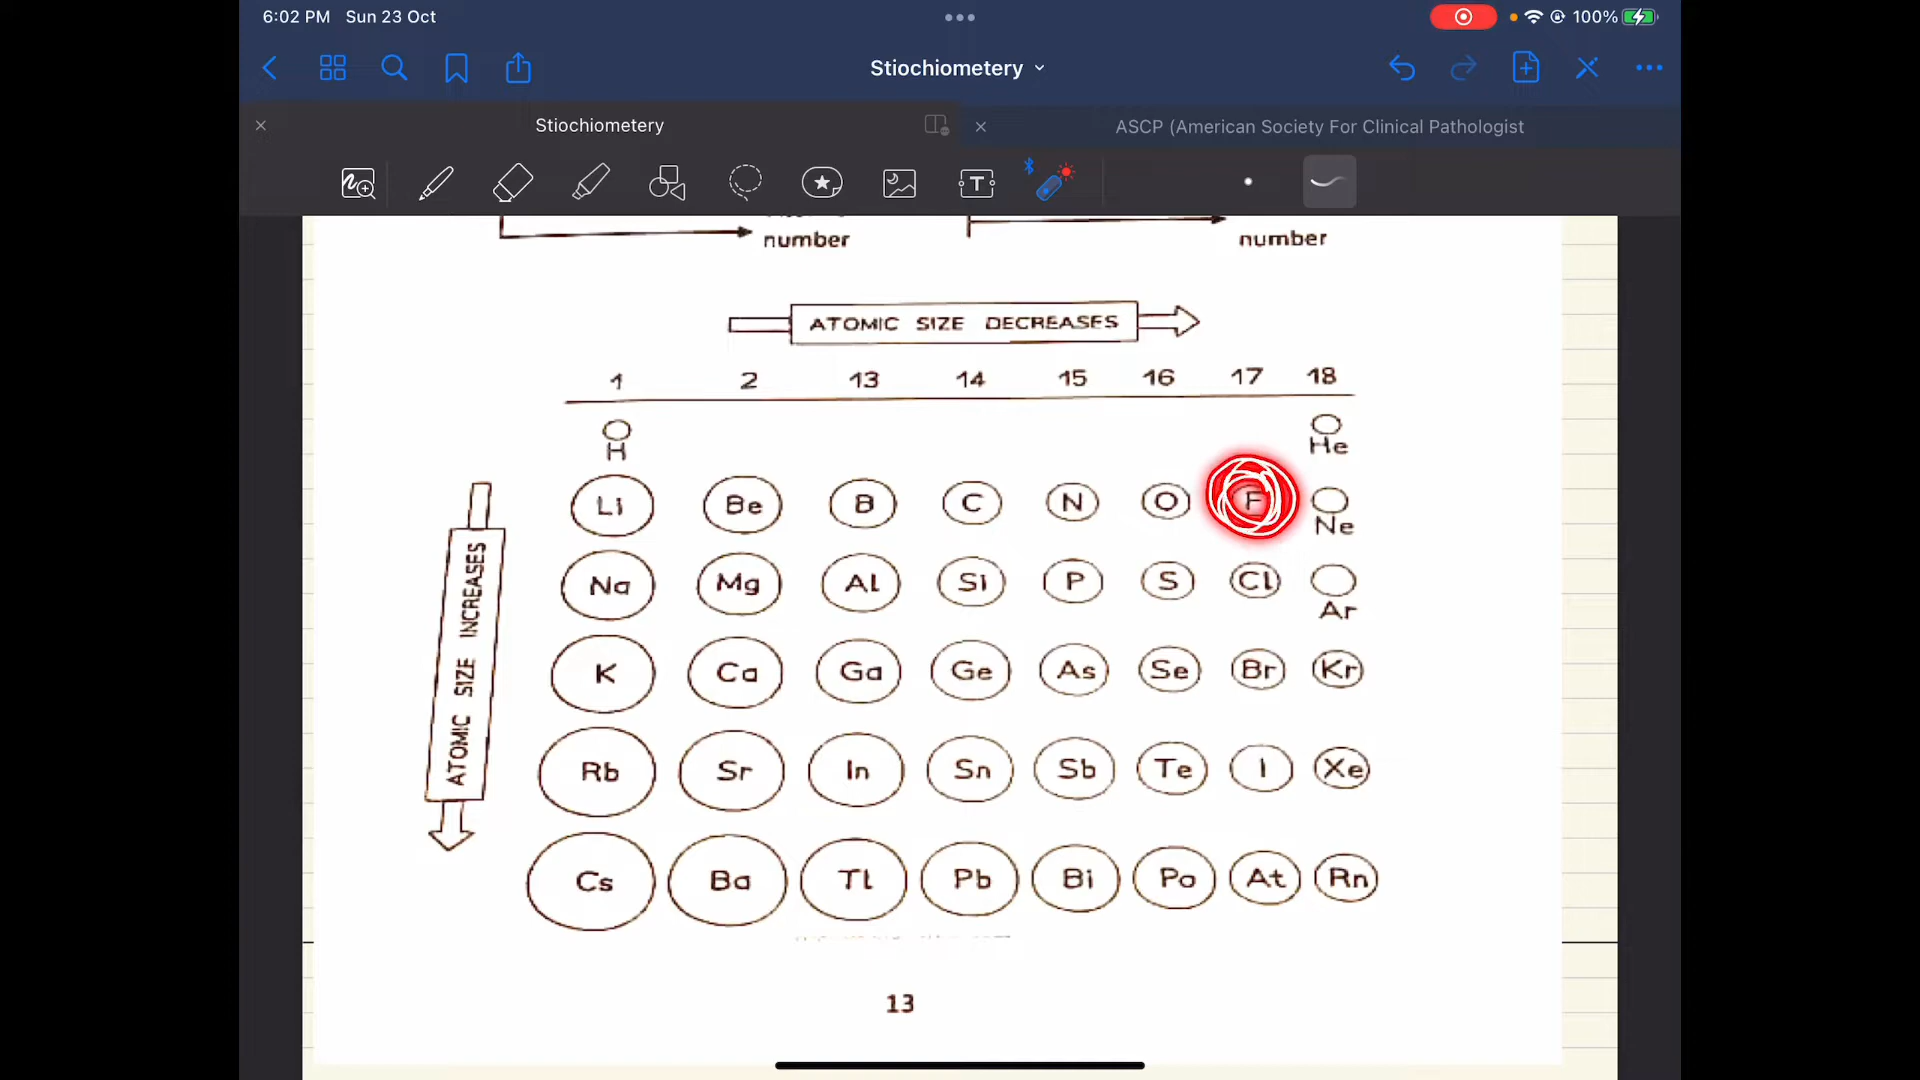 6:02 PM Sun 23 Oct
100%
Stiochiometery
Stiochiometery
ASCP (American Society For Clinical Pathologist
T
number
number
ATOMIC SIZE DECREASES
1 2 13 14 15 16 17 18
H He
Li Be B C N O F Ne
Na Mg Al Si P S Cl Ar
ATOMIC SIZE INCREASES
K Ca Ga Ge As Se Br Kr
Rb Sr In Sn Sb Te I Xe
Cs Ba Tl Pb Bi Po At Rn
13